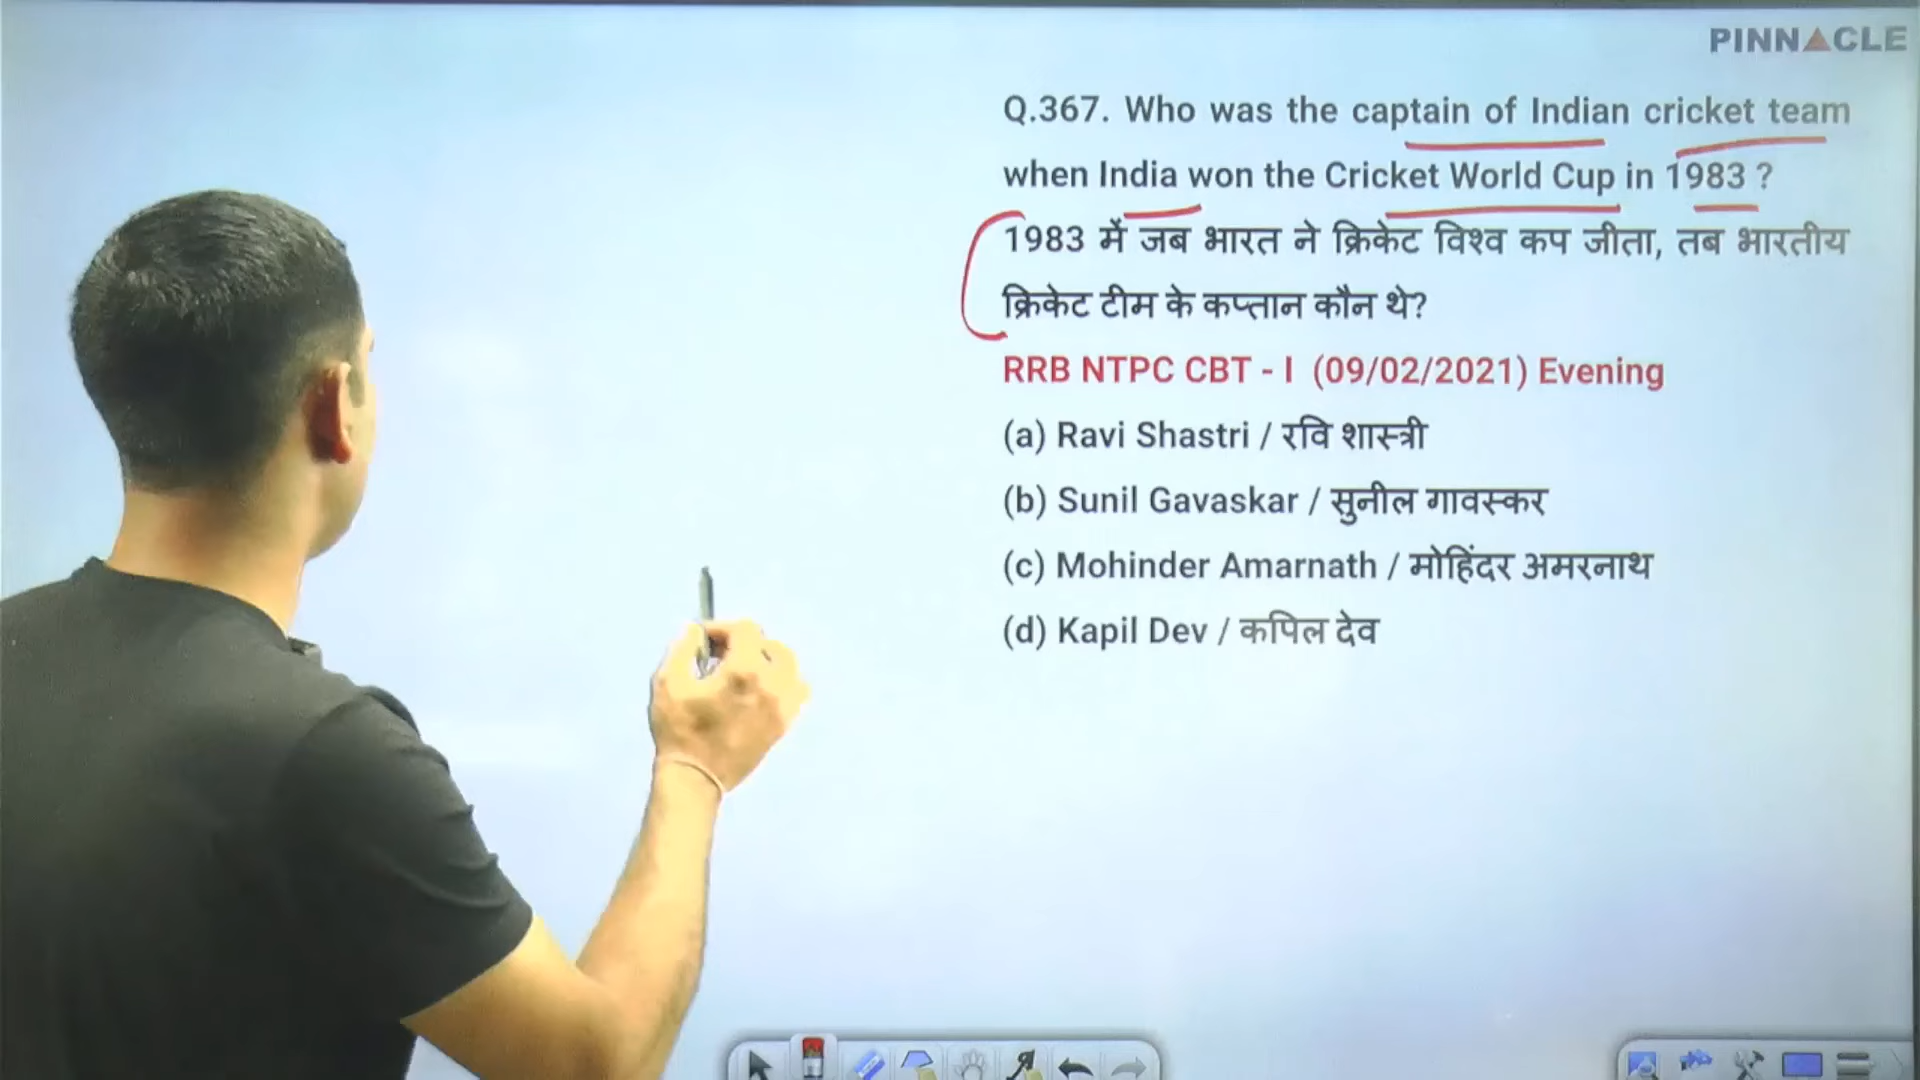 PINNACLE
Q.367. Who was the captain of Indian cricket team
when India won the Cricket World Cup in 1983 ?
1983 में जब भारत ने क्रिकेट विश्व कप जीता, तब भारतीय
क्रिकेट टीम के कप्तान कौन थे?
RRB NTPC CBT - I (09/02/2021) Evening
(a) Ravi Shastri / रवि शास्त्री
(b) Sunil Gavaskar / सुनील गावस्कर
(c) Mohinder Amarnath / मोहिंदर अमरनाथ
(d) Kapil Dev / कपिल देव